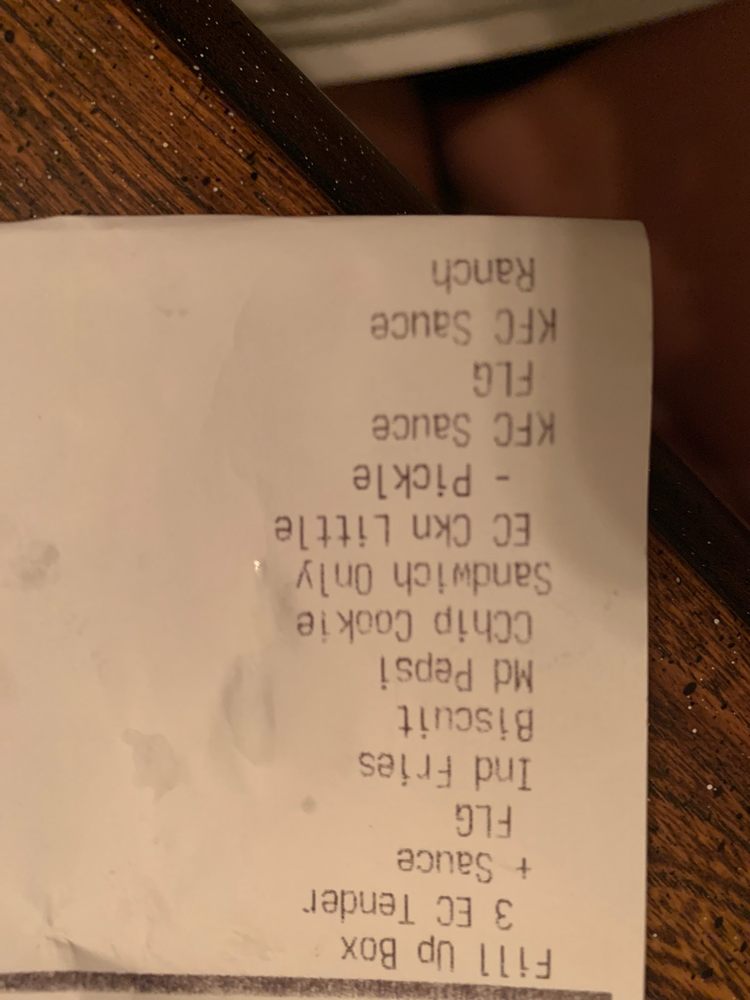 Fill Up Box
3 EC Tender
+ Sauce
FLG
Ind Fries
Biscuit
Md Pepsi
CChip Cookie
Sandwich Only
EC Ckn Little
- Pickle
KFC Sauce
FLG
KFC Sauce
Ranch